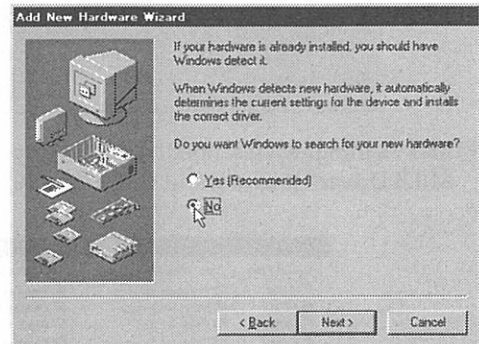 Add New Hardware Wizard
If your hardware is already installed, you should have
Windows detect it.
When Windows detects new hardware, it automatically
determines the current settings for the device and installs
the correct driver.
Do you want Windows to search for your new hardware?
Yes (Recommended)
No
< Back
Next >
Cancel